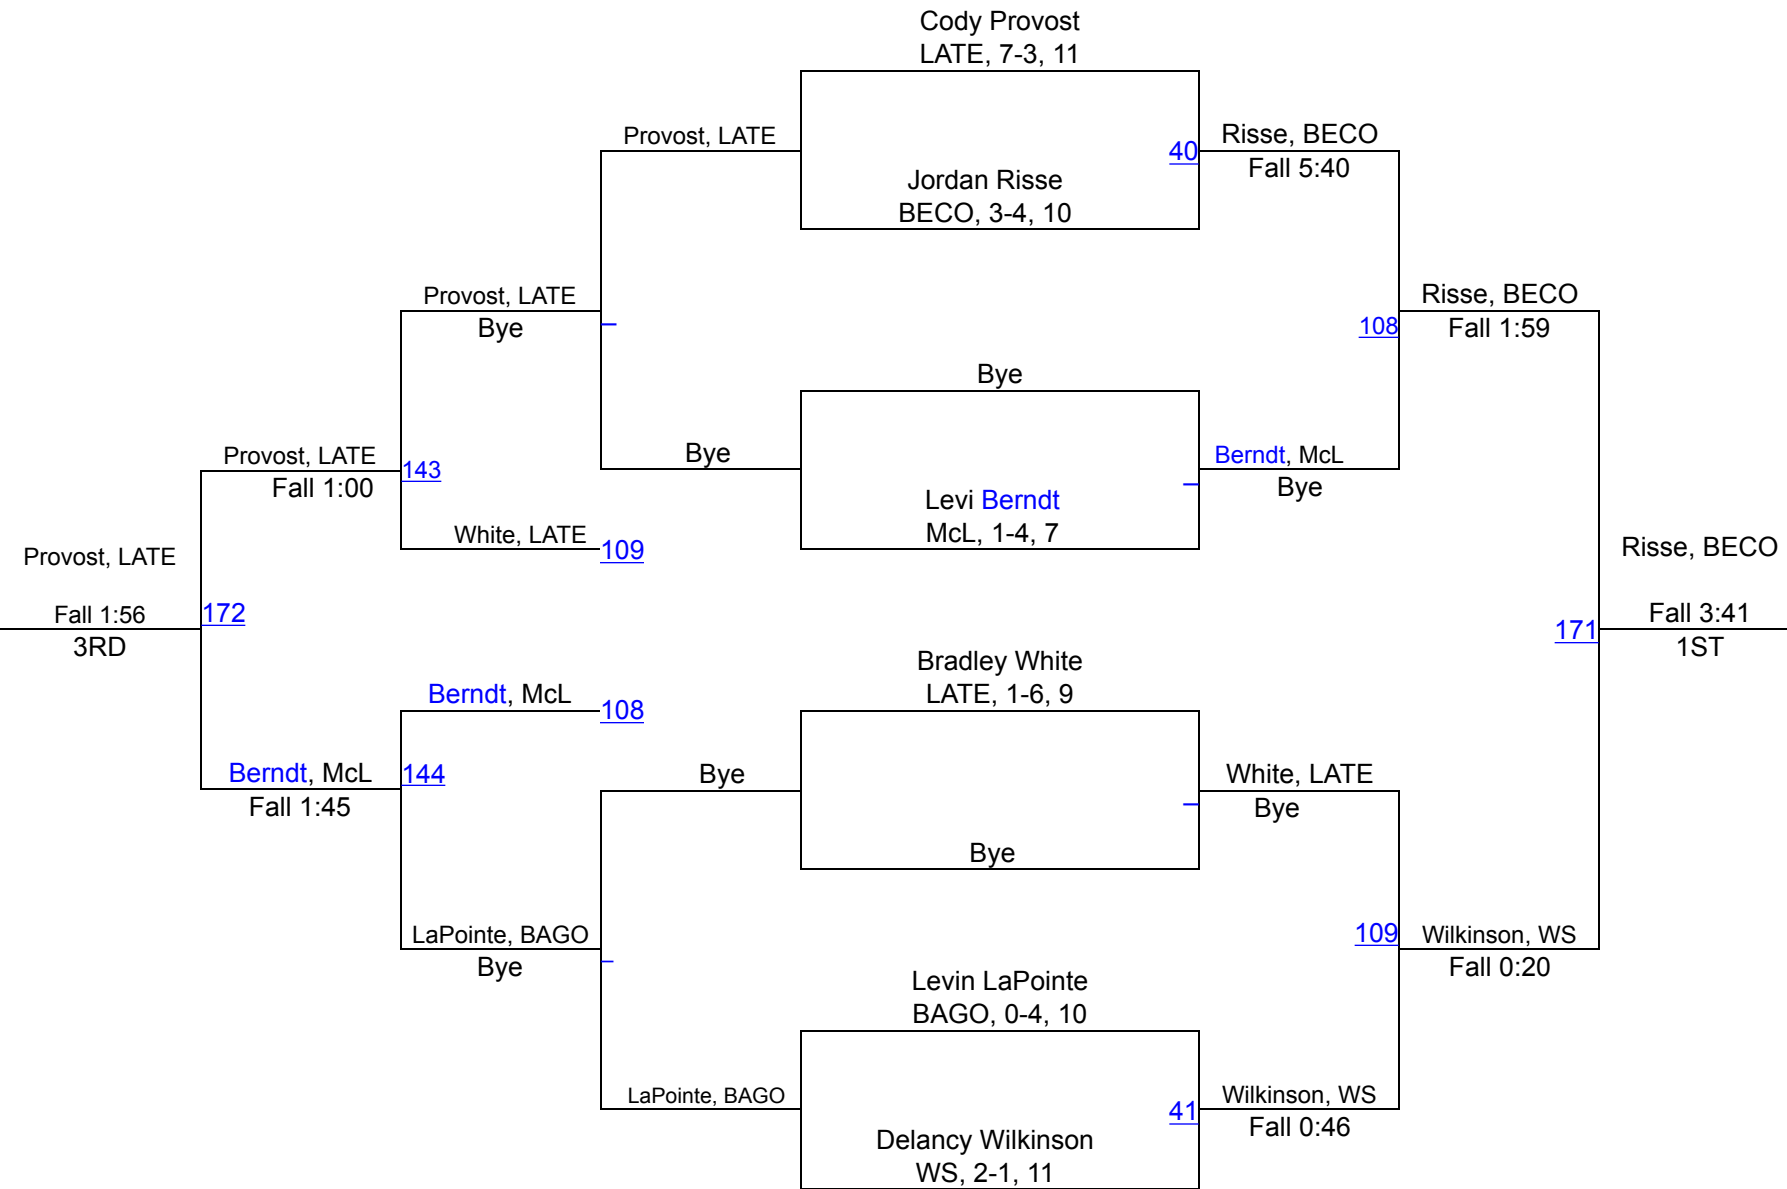 Cody Provost
LATE, 7-3, 11
Provost, LATE
40
Risse, BECO
Fall 5:40
Jordan Risse
BECO, 3-4, 10
Provost, LATE
Bye
108
Risse, BECO
Fall 1:59
Bye
Provost, LATE
Fall 1:00
143
Bye
Berndt, McL
Bye
Levi Berndt
McL, 1-4, 7
White, LATE
109
Provost, LATE
Fall 1:56
3RD
172
Risse, BECO
171
Fall 3:41
1ST
Bradley White
LATE, 1-6, 9
Berndt, McL
108
Berndt, McL
Fall 1:45
144
Bye
White, LATE
Bye
Bye
LaPointe, BAGO
Bye
109
Wilkinson, WS
Fall 0:20
Levin LaPointe
BAGO, 0-4, 10
LaPointe, BAGO
41
Wilkinson, WS
Fall 0:46
Delancy Wilkinson
WS, 2-1, 11